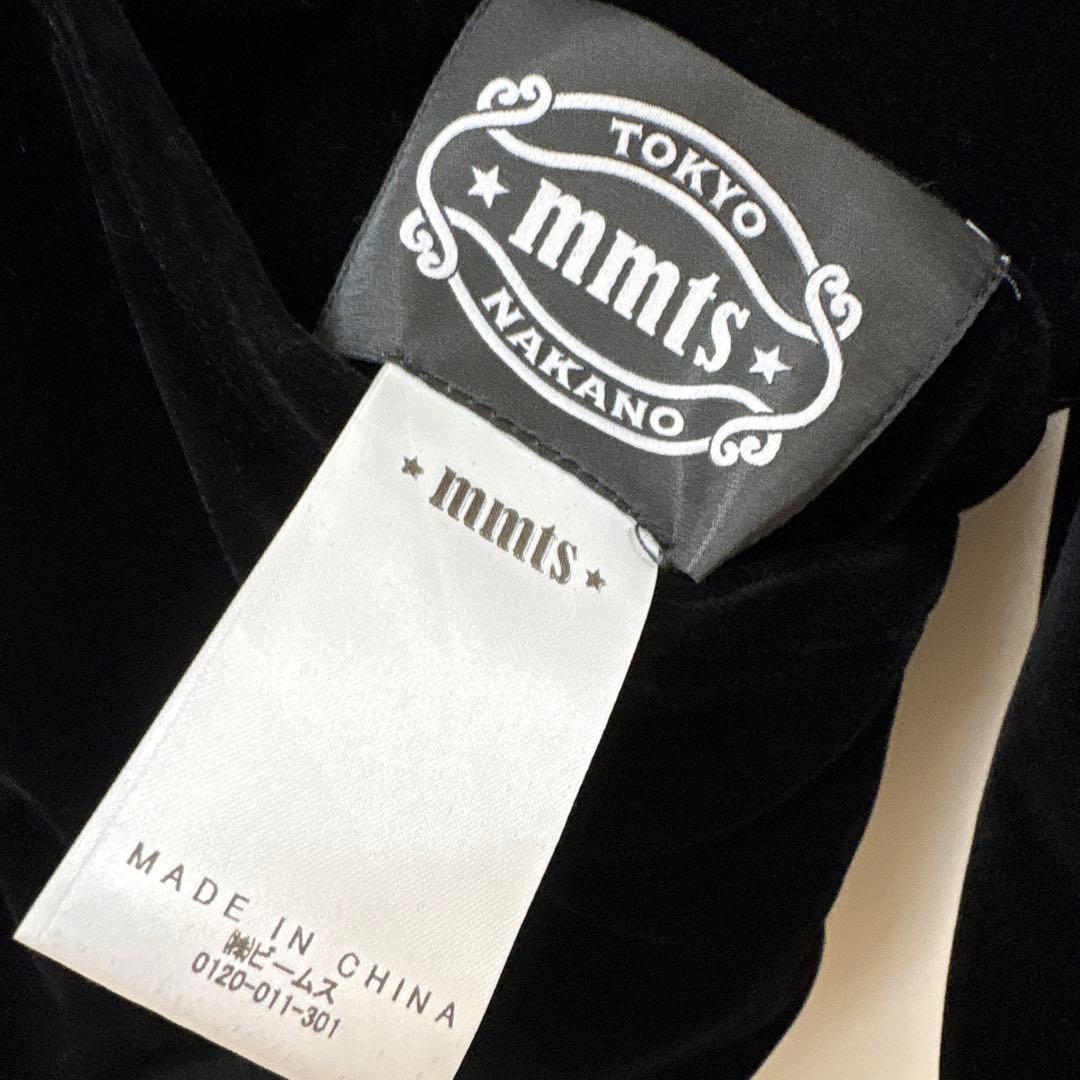 TOKYO
★ mmts ★
NAKANO
★ mmts ★
MADE IN CHINA
㈱ビームス
0120-011-301